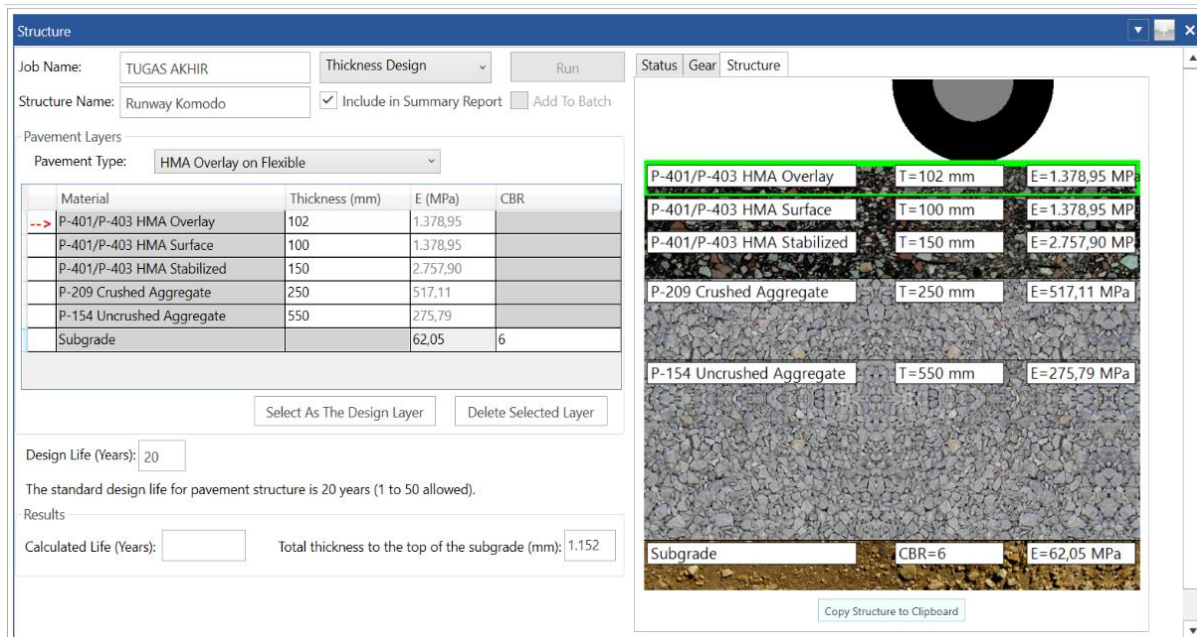 Structure
Job Name: TUGAS AKHIR Thickness Design Run
Structure Name: Runway Komodo Include in Summary Report Add To Batch
Pavement Layers
Pavement Type: HMA Overlay on Flexible
Material Thickness (mm) E (MPa) CBR
--> P-401/P-403 HMA Overlay 102 1.378,95
P-401/P-403 HMA Surface 100 1.378,95
P-401/P-403 HMA Stabilized 150 2.757,90
P-209 Crushed Aggregate 250 517,11
P-154 Uncrushed Aggregate 550 275,79
Subgrade 62,05 6
Select As The Design Layer Delete Selected Layer
Design Life (Years): 20
The standard design life for pavement structure is 20 years (1 to 50 allowed).
Results
Calculated Life (Years): Total thickness to the top of the subgrade (mm): 1.152
Status Gear Structure
P-401/P-403 HMA Overlay T=102 mm E=1.378,95 MPa
P-401/P-403 HMA Surface T=100 mm E=1.378,95 MP
P-401/P-403 HMA Stabilized T=150 mm E=2.757,90 MP
P-209 Crushed Aggregate T=250 mm E=517,11 MPa
P-154 Uncrushed Aggregate T=550 mm E=275,79 MPa
Subgrade CBR=6 E=62,05 MPa
Copy Structure to Clipboard